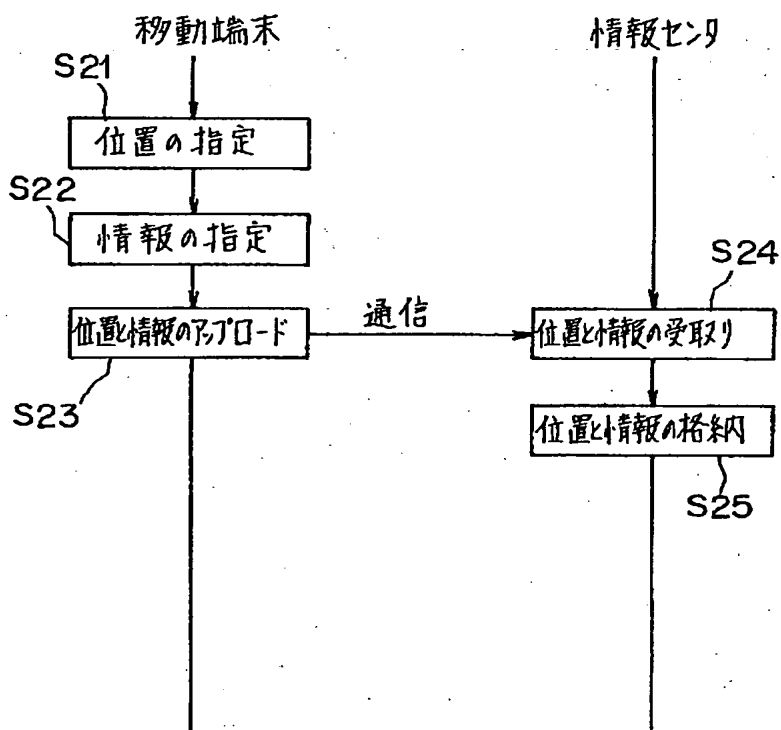 移動端末
情報センタ
S21
位置の指定
S22
情報の指定
S24
位置と情報のアップロード
通信
位置と情報の受取り
S23
位置と情報の格納
S25